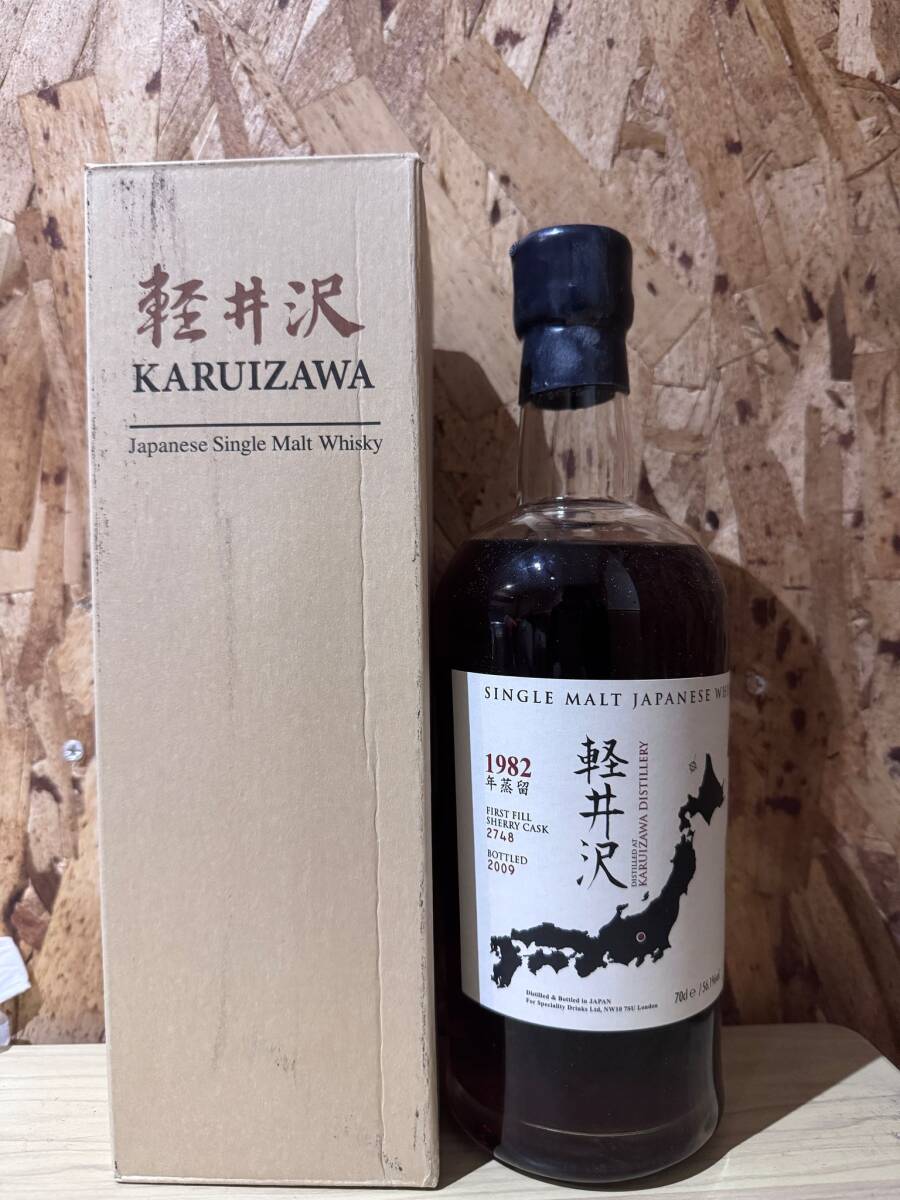 軽井沢
KARUIZAWA
Japanese Single Malt Whisky
SINGLE MALT JAPANESE
1982
年蒸留
FIRST FILL
SHERRY CASK
2748
BOTTLED
2009
軽井沢
DISTILLED AT
KARUIZAWA DISTILLERY
Distilled & Bottled in JAPAN
For Speciality Drinks Ltd, NW10 7SU London
70cl e / 56.1%